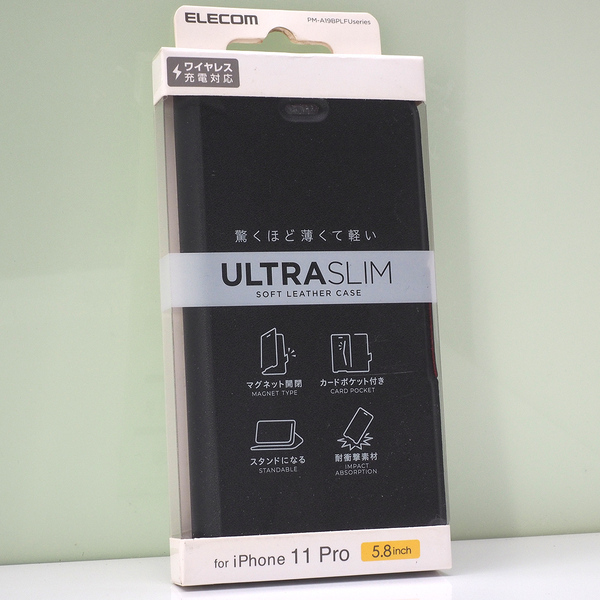 ELECOM
PM-A19BPLFUseries
ワイヤレス
充電対応
驚くほど薄くて軽い
ULTRASLIM
SOFT LEATHER CASE
マグネット開閉
MAGNET TYPE
カードポケット付き
CARD POCKET
スタンドになる
STANDABLE
耐衝撃素材
IMPACT
ABSORPTION
for iPhone 11 Pro 5.8inch